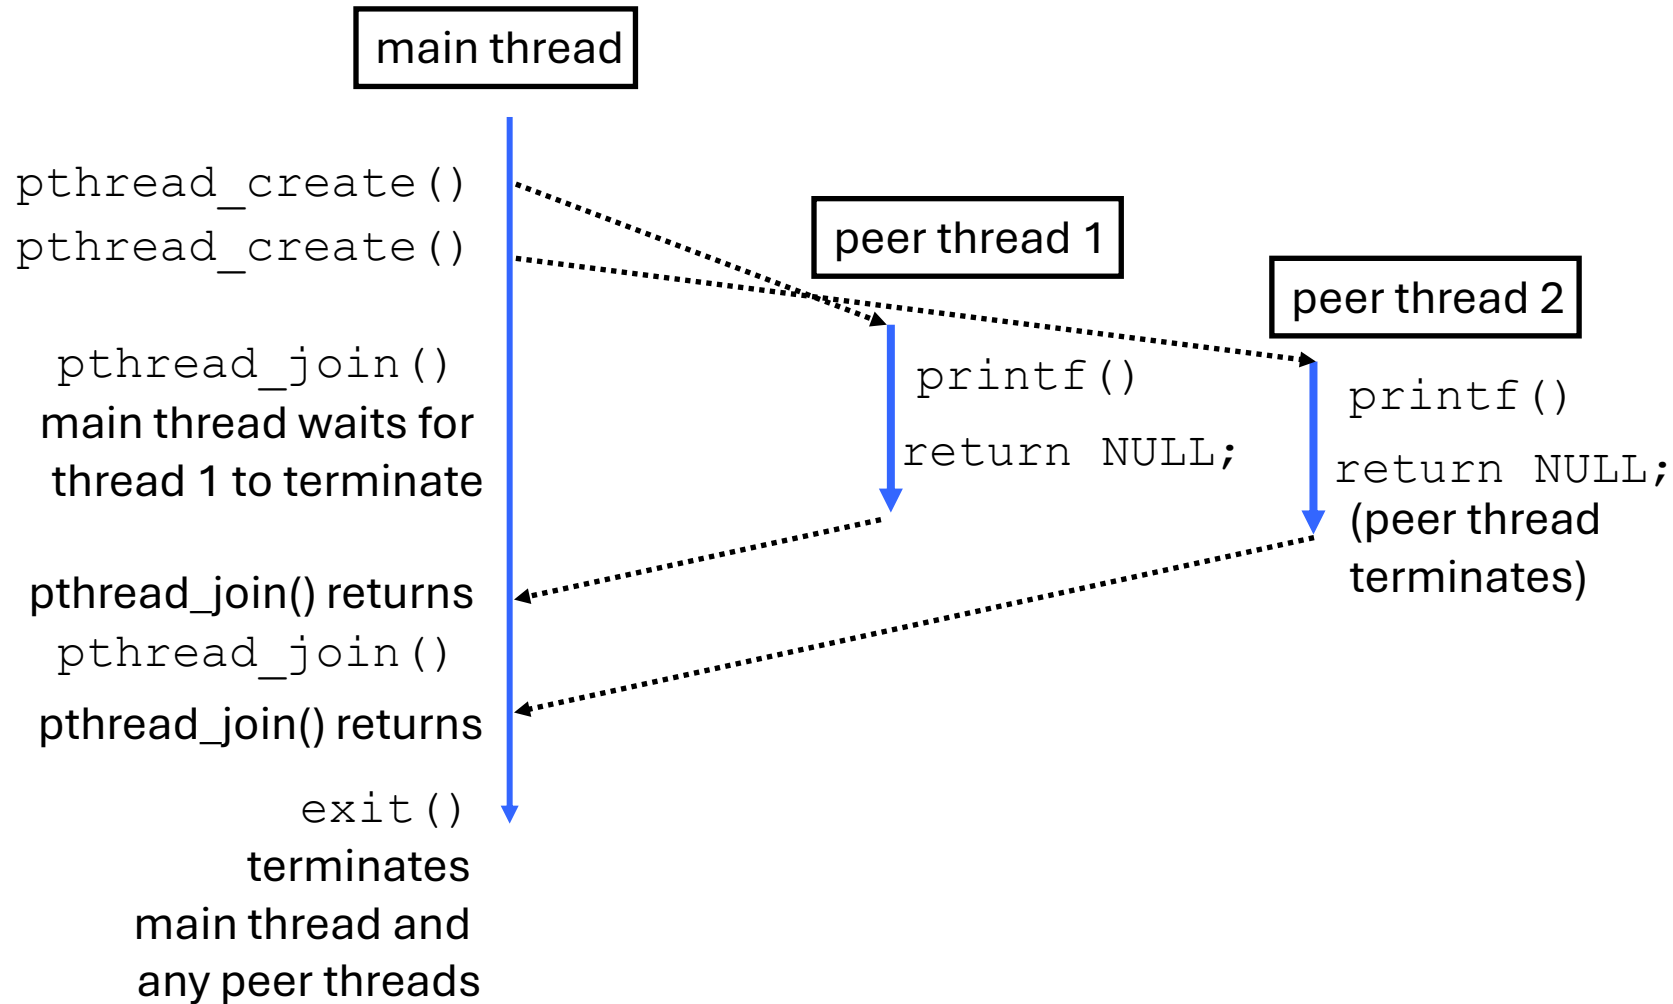 main thread
pthread_create()
pthread_create()
peer thread 1
peer thread 2
pthread_join()
main thread waits for
thread 1 to terminate
printf()
return NULL;
printf()
return NULL;
(peer thread
terminates)
pthread_join() returns
pthread_join()
pthread_join() returns
exit()
terminates
main thread and
any peer threads